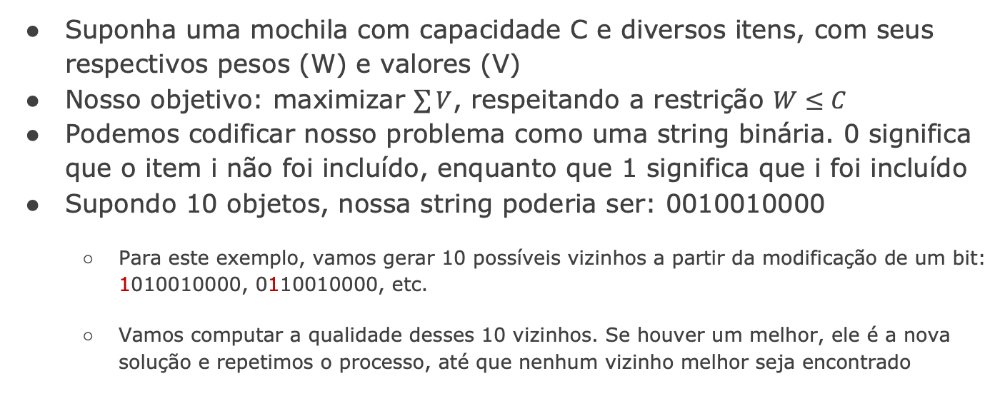 ● Suponha uma mochila com capacidade C e diversos itens, com seus
respectivos pesos (W) e valores (V)
● Nosso objetivo: maximizar ∑V, respeitando a restrição W ≤ C
● Podemos codificar nosso problema como uma string binária. 0 significa
que o item i não foi incluído, enquanto que 1 significa que i foi incluído
● Supondo 10 objetos, nossa string poderia ser: 0010010000
○ Para este exemplo, vamos gerar 10 possíveis vizinhos a partir da modificação de um bit:
1010010000, 0110010000, etc.
○ Vamos computar a qualidade desses 10 vizinhos. Se houver um melhor, ele é a nova
solução e repetimos o processo, até que nenhum vizinho melhor seja encontrado